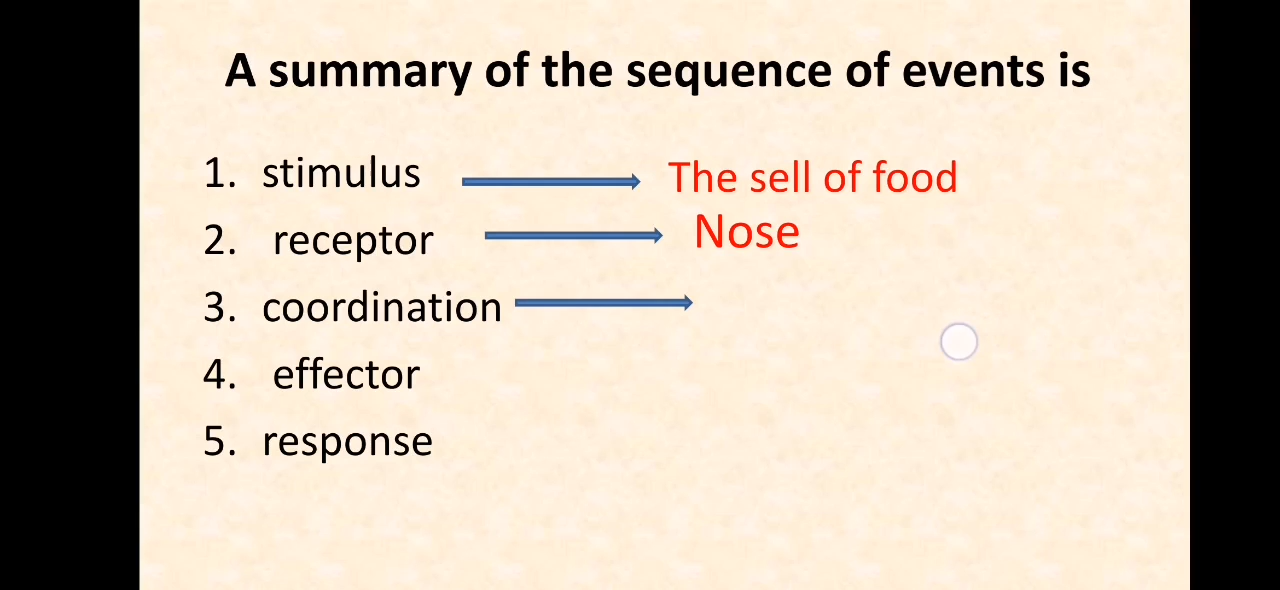 A summary of the sequence of events is
1. stimulus The sell of food
2. receptor Nose
3. coordination
4. effector
5. response